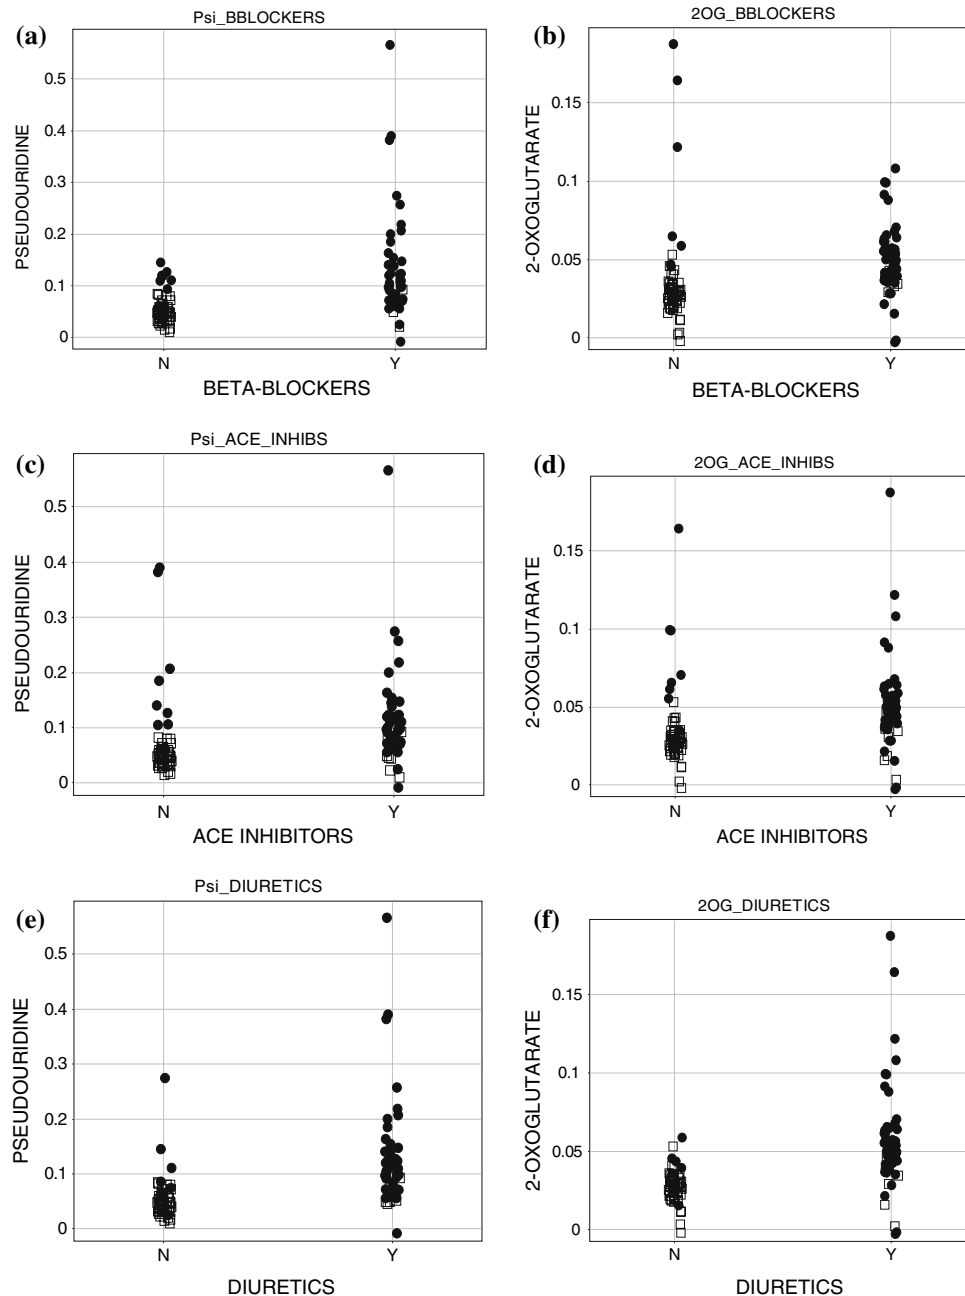 (a)
Psi_BBLOCKERS
PSEUDOURIDINE
0.5
0.4
0.3
0.2
0.1
0
N
Y
BETA-BLOCKERS
(b)
2OG_BBLOCKERS
2-OXOGLUTARATE
0.15
0.1
0.05
0
N
Y
BETA-BLOCKERS
(c)
Psi_ACE_INHIBS
PSEUDOURIDINE
0.5
0.4
0.3
0.2
0.1
0
N
Y
ACE INHIBITORS
(d)
2OG_ACE_INHIBS
2-OXOGLUTARATE
0.15
0.1
0.05
0
N
Y
ACE INHIBITORS
(e)
Psi_DIURETICS
PSEUDOURIDINE
0.5
0.4
0.3
0.2
0.1
0
N
Y
DIURETICS
(f)
2OG_DIURETICS
2-OXOGLUTARATE
0.15
0.1
0.05
0
N
Y
DIURETICS